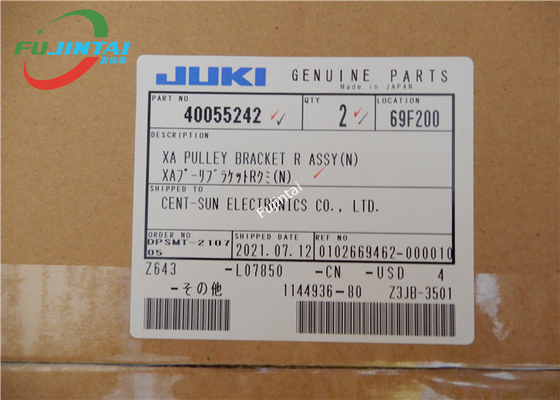 FUJINTAI
JUKI GENUINE PARTS
Made in JAPAN
PART NO
40055242
QTY
2
LOCATION
69F200
DESCRIPTION
XA PULLEY BRACKET R ASSY(N)
XAプーリブラケットRクミ(N)
SHIPPED TO
CENT-SUN ELECTRONICS CO., LTD.
ORDER NO
DPSMT-2107
05
SHIPPED DATE
2021.07.12
REF NO
0102669462-000010
Z643 -L07850 -CN -USD 4
-その他 1144936-80 Z3JB-3501
Fujintai